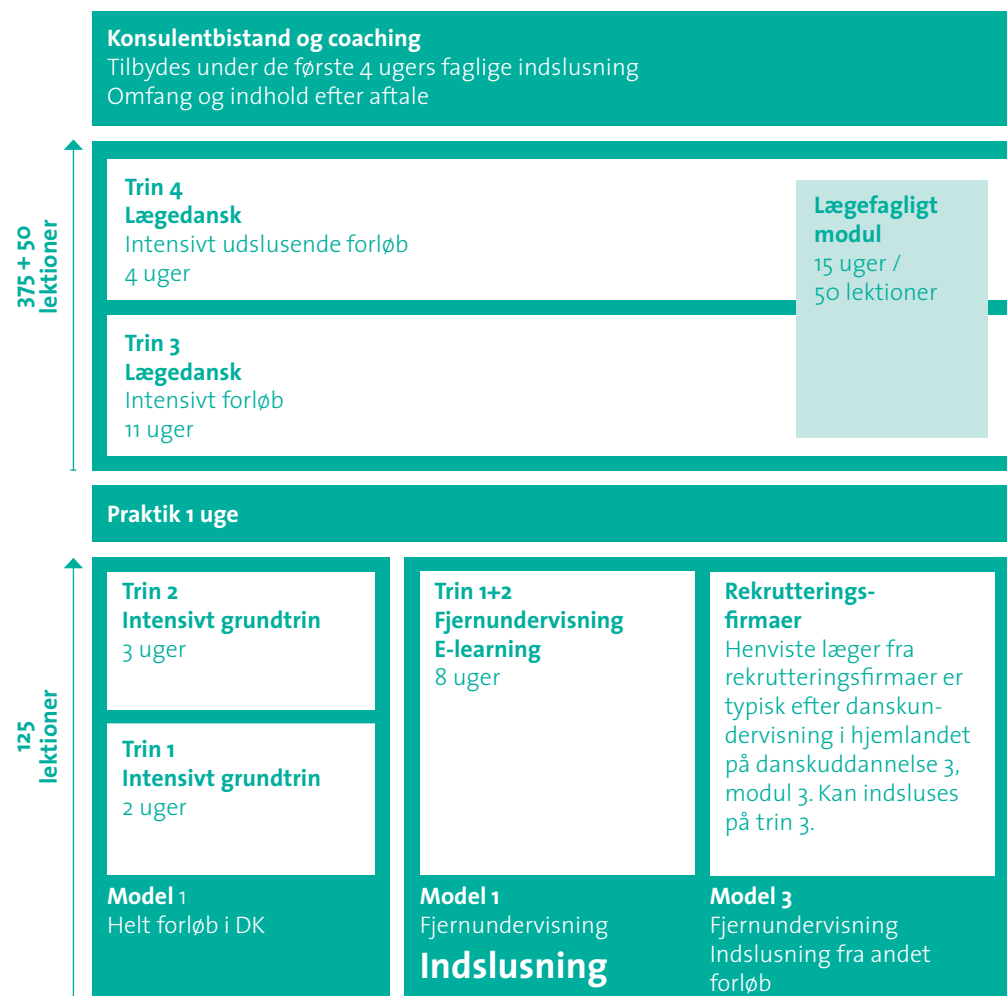 Konsulentbistand og coaching
Tilbydes under de første 4 ugers faglige indslusning
Omfang og indhold efter aftale
375 + 50
lektioner
Trin 4
Lægedansk
Intensivt udslusende forløb
4 uger
Lægefagligt
modul
15 uger /
50 lektioner
Trin 3
Lægedansk
Intensivt forløb
11 uger
Praktik 1 uge
125
lektioner
Trin 2
Intensivt grundtrin
3 uger
Trin 1
Intensivt grundtrin
2 uger
Model 1
Helt forløb i DK
Trin 1+2
Fjernundervisning
E-learning
8 uger
Model 1
Fjernundervisning
Indslusning
Rekrutterings-
firmaer
Henviste læger fra
rekrutteringsfirmaer er
typisk efter danskun-
dervisning i hjemlandet
på danskuddannelse 3,
modul 3. Kan indsluses
på trin 3.
Model 3
Fjernundervisning
Indslusning fra andet
forløb